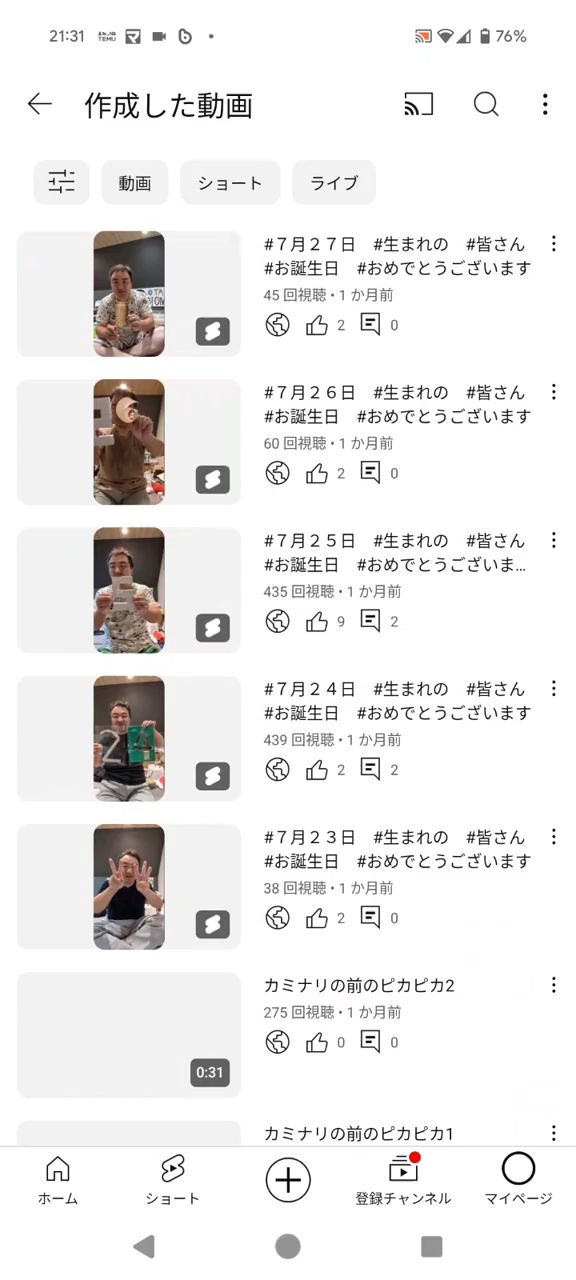 21:31
TEMU
76%
作成した動画
動画
ショート
ライブ
#７月２７日　#生まれの　#皆さん
#お誕生日　#おめでとうございます
45 回視聴・1 か月前
2
0
#７月２６日　#生まれの　#皆さん
#お誕生日　#おめでとうございます
60 回視聴・1 か月前
2
0
#７月２５日　#生まれの　#皆さん
#お誕生日　#おめでとうございま...
435 回視聴・1 か月前
9
2
#７月２４日　#生まれの　#皆さん
#お誕生日　#おめでとうございます
24
439 回視聴・1 か月前
2
2
#７月２３日　#生まれの　#皆さん
#お誕生日　#おめでとうございます
38 回視聴・1 か月前
2
0
カミナリの前のピカピカ2
275 回視聴・1 か月前
0
0
0:31
カミナリの前のピカピカ1
ホーム
ショート
登録チャンネル
マイページ